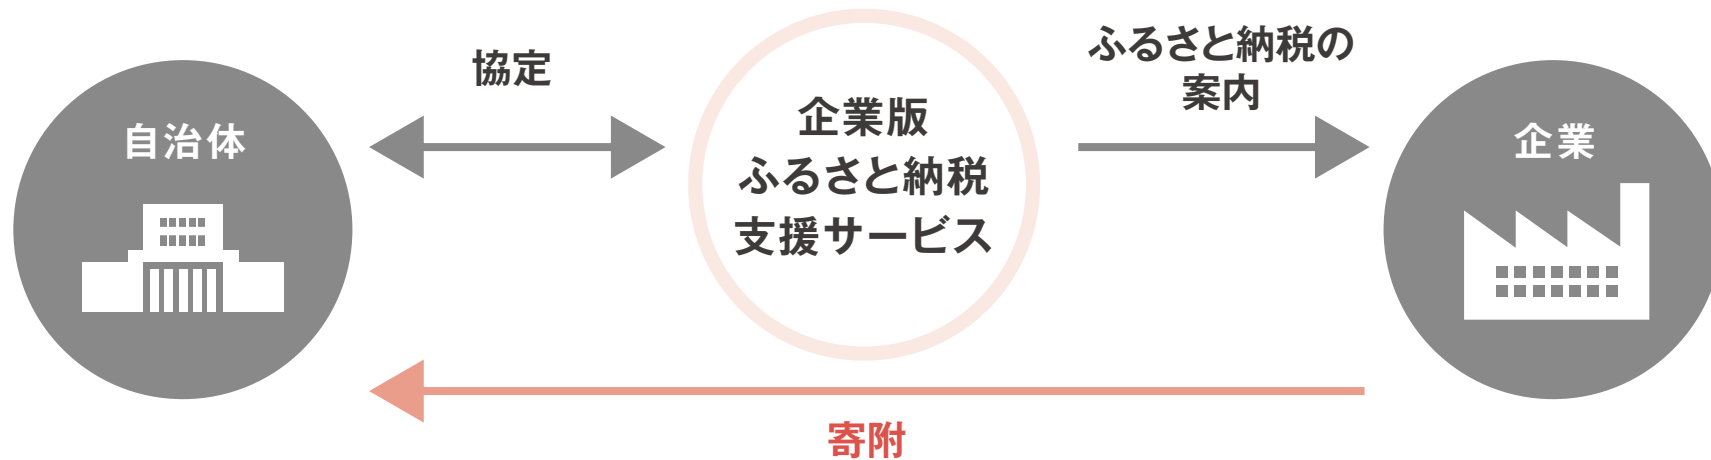 自治体
協定
企業版
ふるさと納税
支援サービス
ふるさと納税の
案内
企業
寄附